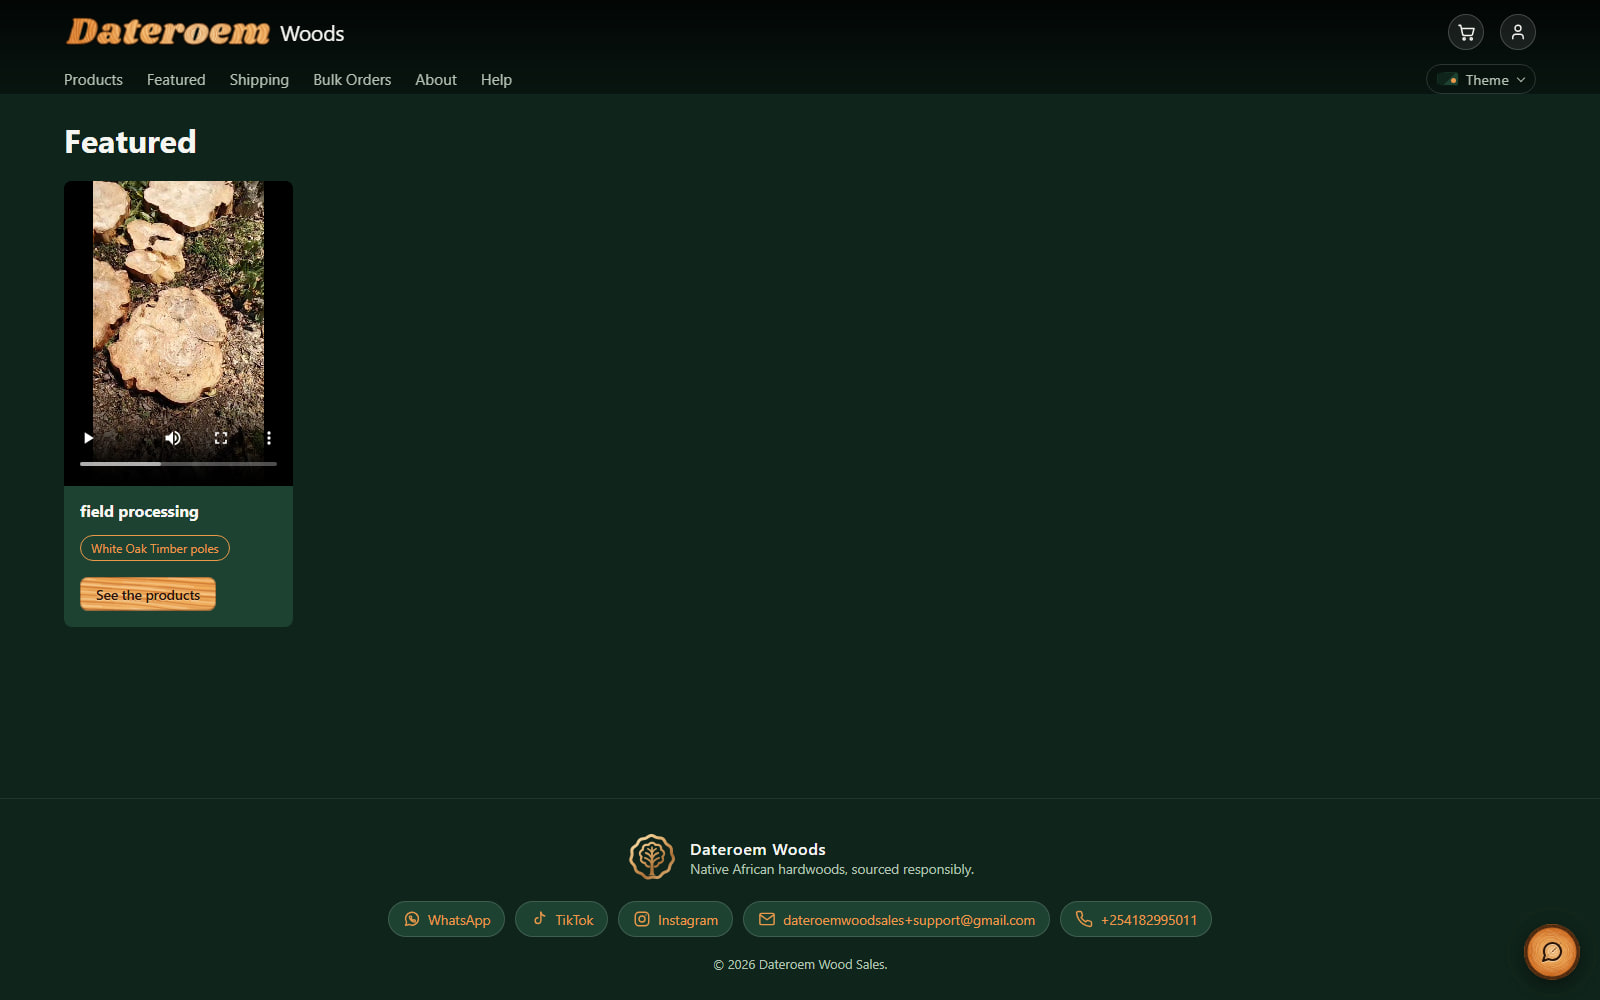 Dateroem Woods
Products Featured Shipping Bulk Orders About Help Theme
Featured
field processing
White Oak Timber poles
See the products
Dateroem Woods
Native African hardwoods, sourced responsibly.
WhatsApp TikTok Instagram dateroemwoodsales+support@gmail.com +254182995011
© 2026 Dateroem Wood Sales.